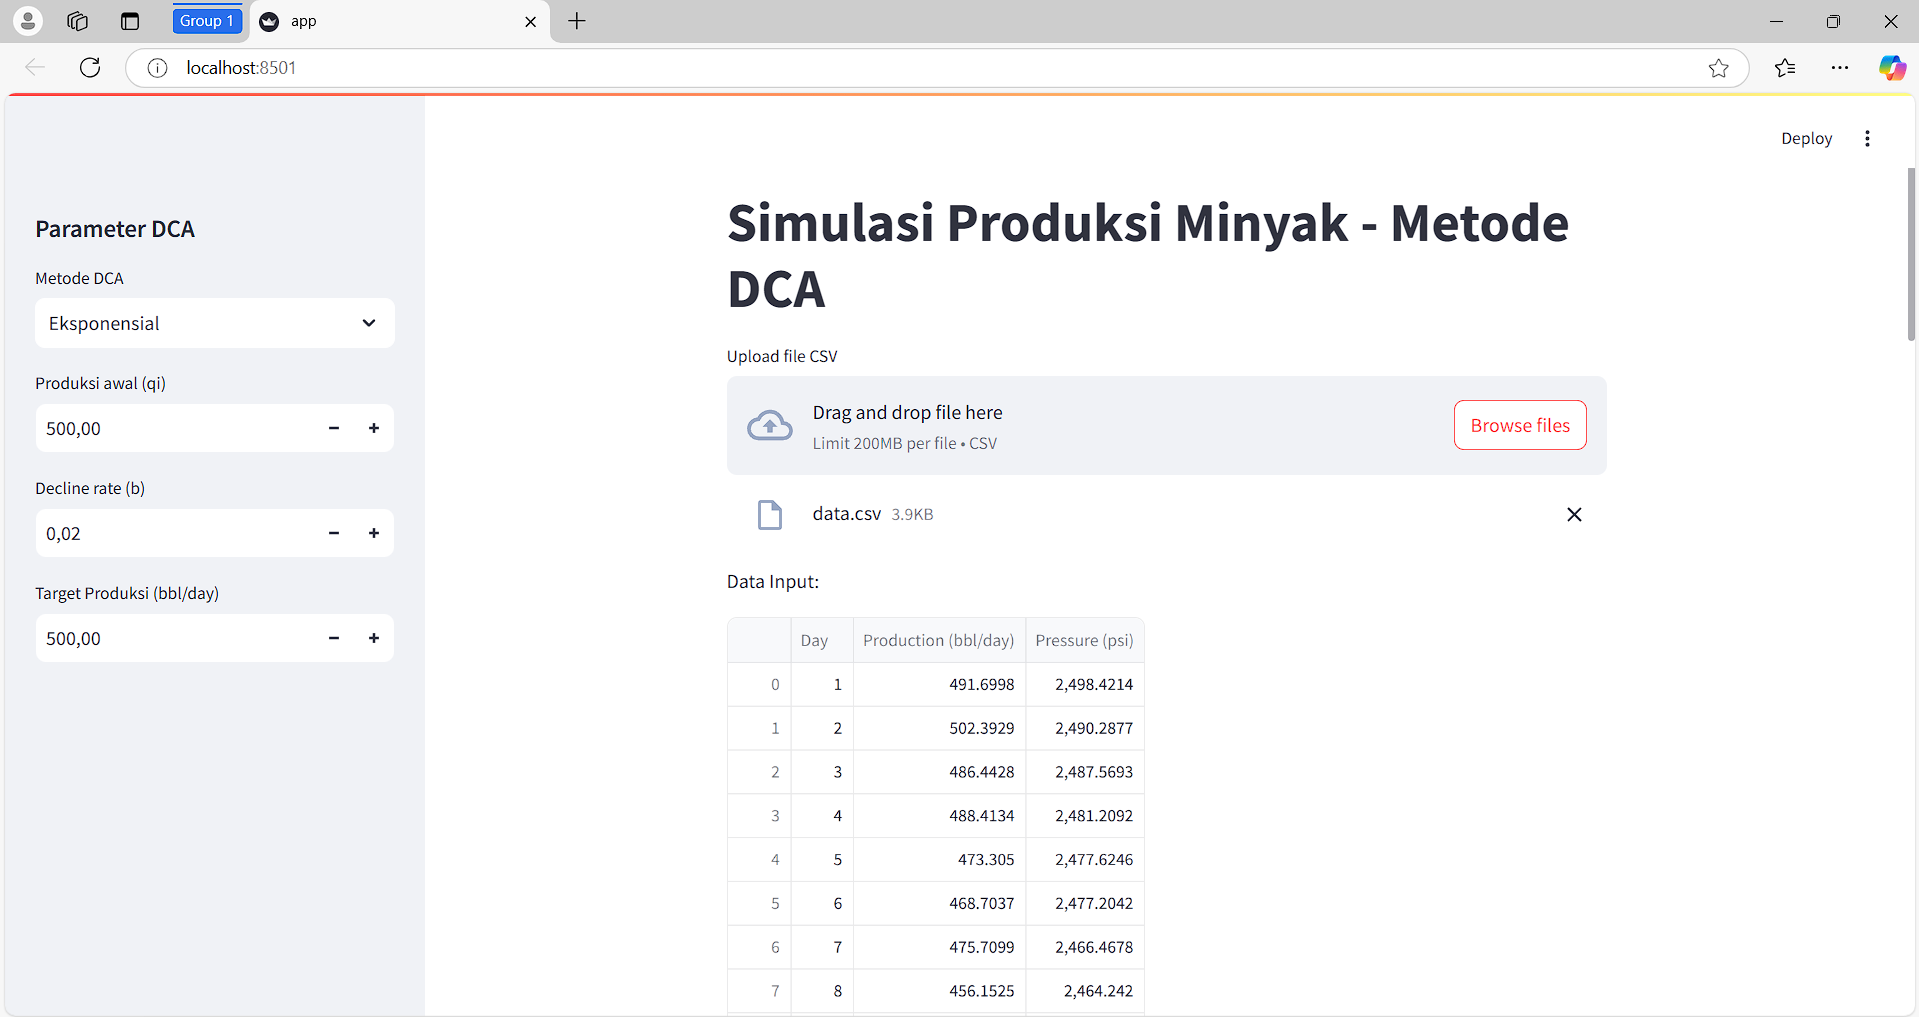 Group 1
app
localhost:8501
Deploy
Parameter DCA
Metode DCA
Eksponensial
Produksi awal (qi)
500,00
Decline rate (b)
0,02
Target Produksi (bbl/day)
500,00
Simulasi Produksi Minyak - Metode
DCA
Upload file CSV
Drag and drop file here
Limit 200MB per file • CSV
Browse files
data.csv 3.9KB
Data Input:
Day Production (bbl/day) Pressure (psi)
0 1 491.6998 2,498.4214
1 2 502.3929 2,490.2877
2 3 486.4428 2,487.5693
3 4 488.4134 2,481.2092
4 5 473.305 2,477.6246
5 6 468.7037 2,477.2042
6 7 475.7099 2,466.4678
7 8 456.1525 2,464.242